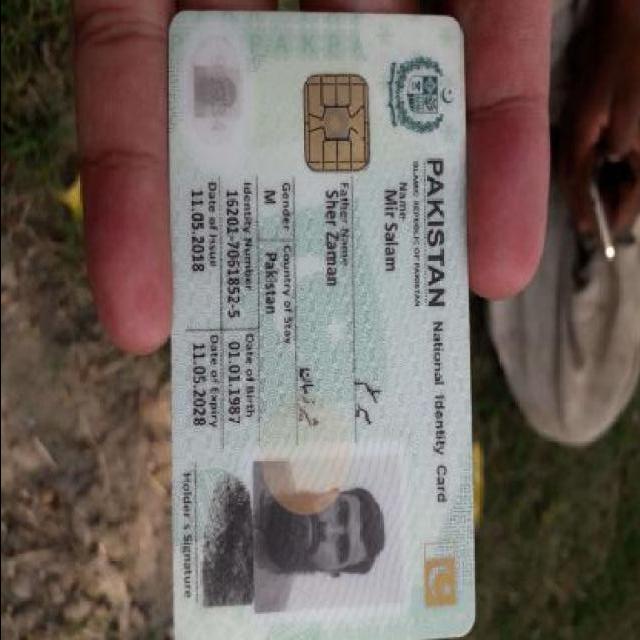 PAKISTAN National Identity Card
ISLAMIC REPUBLIC OF PAKISTAN
Name
Mir Salam
Father Name
Sher Zaman
Gender Country of Stay
M Pakistan
Identity Number Date of Birth
16201-7051852-5 01.01.1987
Date of Issue Date of Expiry
11.05.2018 11.05.2028
Holder's Signature